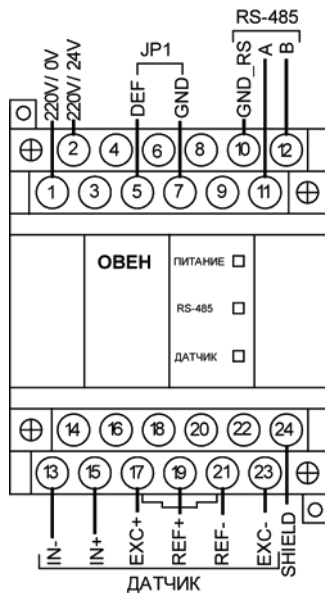 RS-485
JP1
220V/ 0V
220V/ 24V
DEF
GND
GND_RS
A
B
2 4 6 8 10 12
1 3 5 7 9 11
ОВЕН
ПИТАНИЕ
RS-485
ДАТЧИК
14 16 18 20 22 24
13 15 17 19 21 23
IN-
IN+
EXC+
REF+
REF-
EXC-
SHIELD
ДАТЧИК